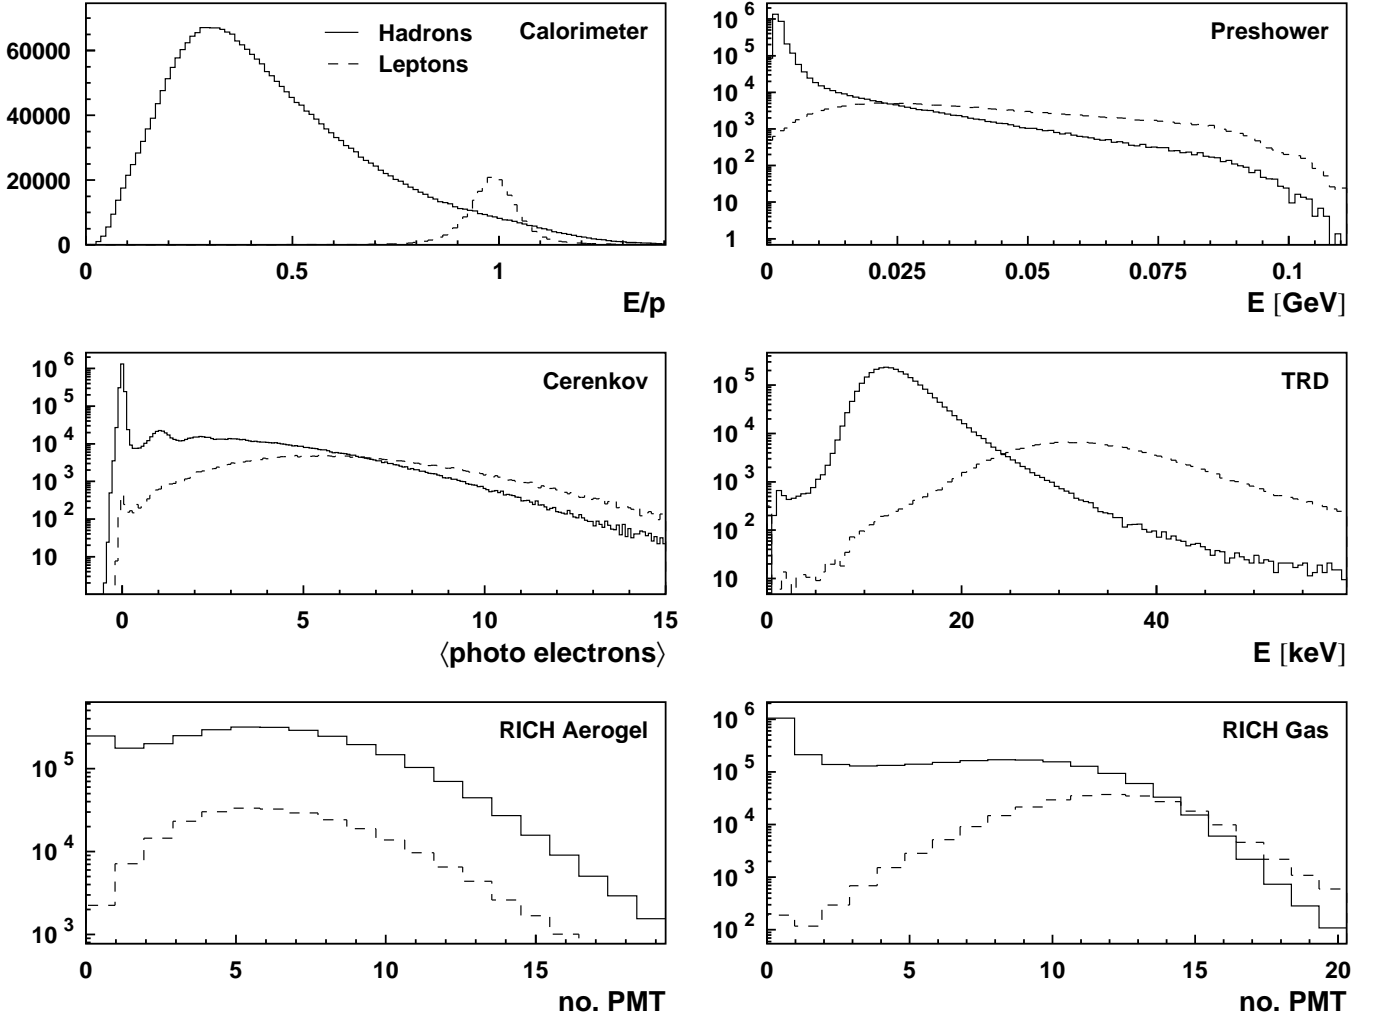 Calorimeter
Hadrons
Leptons
60000
40000
20000
0
0 0.5 1
E/p
Preshower
10 6
10 5
10 4
10 3
10 2
10
1
0 0.025 0.05 0.075 0.1
E [GeV]
Cerenkov
10 6
10 5
10 4
10 3
10 2
10
0 5 10 15
⟨photo electrons⟩
TRD
10 5
10 4
10 3
10 2
10
0 20 40
E [keV]
RICH Aerogel
10 5
10 4
10 3
0 5 10 15
no. PMT
RICH Gas
10 6
10 5
10 4
10 3
10 2
0 5 10 15 20
no. PMT